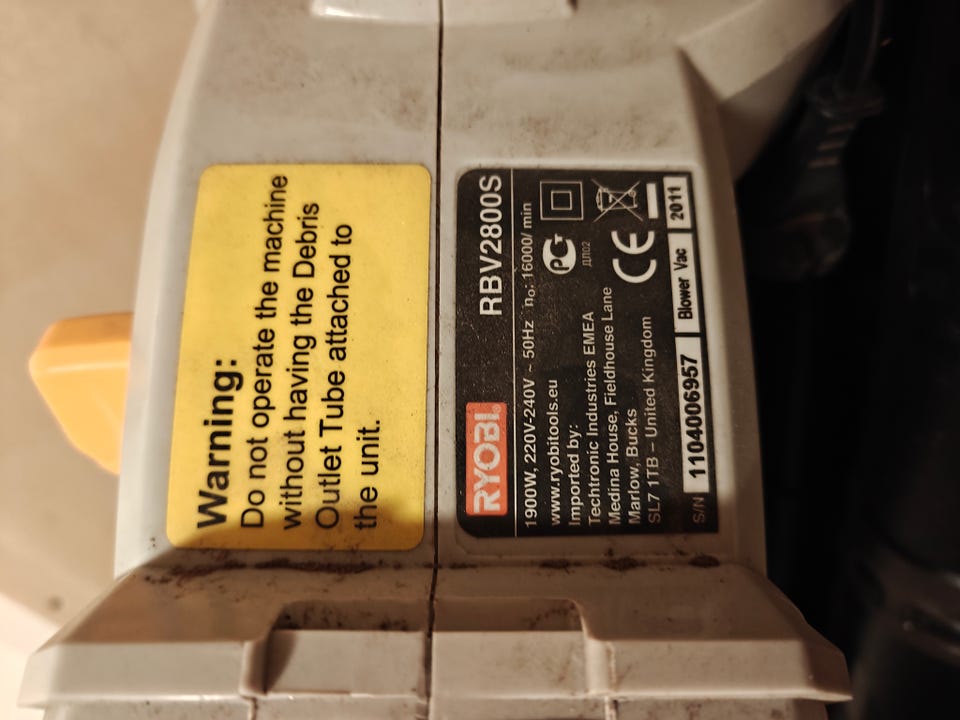 Warning:
Do not operate the machine
without having the Debris
Outlet Tube attached to
the unit.
RYOBI® RBV2800S
1900W, 220V-240V ~ 50Hz n₀: 16000/ min
www.ryobitools.eu
Imported by:
Techtronic Industries EMEA
Medina House, Fieldhouse Lane
Marlow, Bucks
SL7 1TB – United Kingdom
РСТ
ДЛ02
CE
S/N 1104006957 Blower Vac 2011